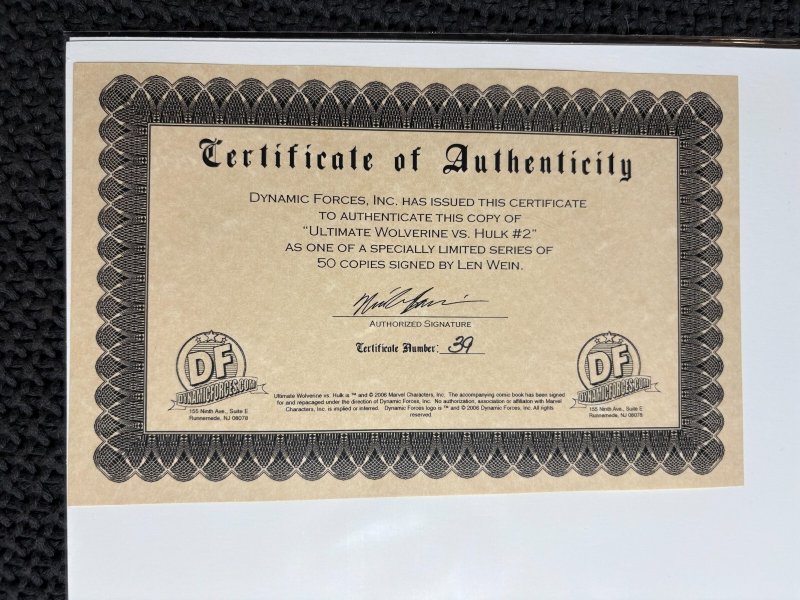 Certificate of Authenticity
Dynamic Forces, Inc. has issued this certificate
to authenticate this copy of
"Ultimate Wolverine vs. Hulk #2"
as one of a specially limited series of
50 copies signed by Len Wein.
Authorized Signature
Certificate Number: 39
DF
DYNAMICFORCES.COM
155 Ninth Ave., Suite E
Runnemede, NJ 08078
Ultimate Wolverine vs. Hulk is ™ and © 2006 Marvel Characters, Inc. The accompanying comic book has been signed
for and repacaged under the direction of Dynamic Forces, Inc. No authorization, association or affiliation with Marvel
Characters, Inc. is implied or inferred. Dynamic Forces logo is ™ and © 2006 Dynamic Forces, Inc. All rights
reserved.
DF
DYNAMICFORCES.COM
155 Ninth Ave., Suite E
Runnemede, NJ 08078